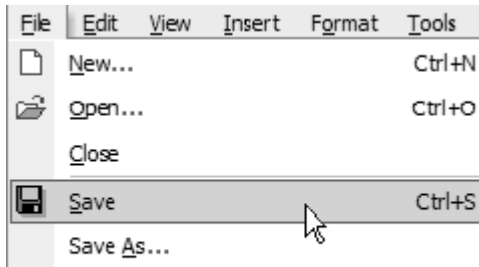 File Edit View Insert Format Tools
New... Ctrl+N
Open... Ctrl+O
Close
Save Ctrl+S
Save As...